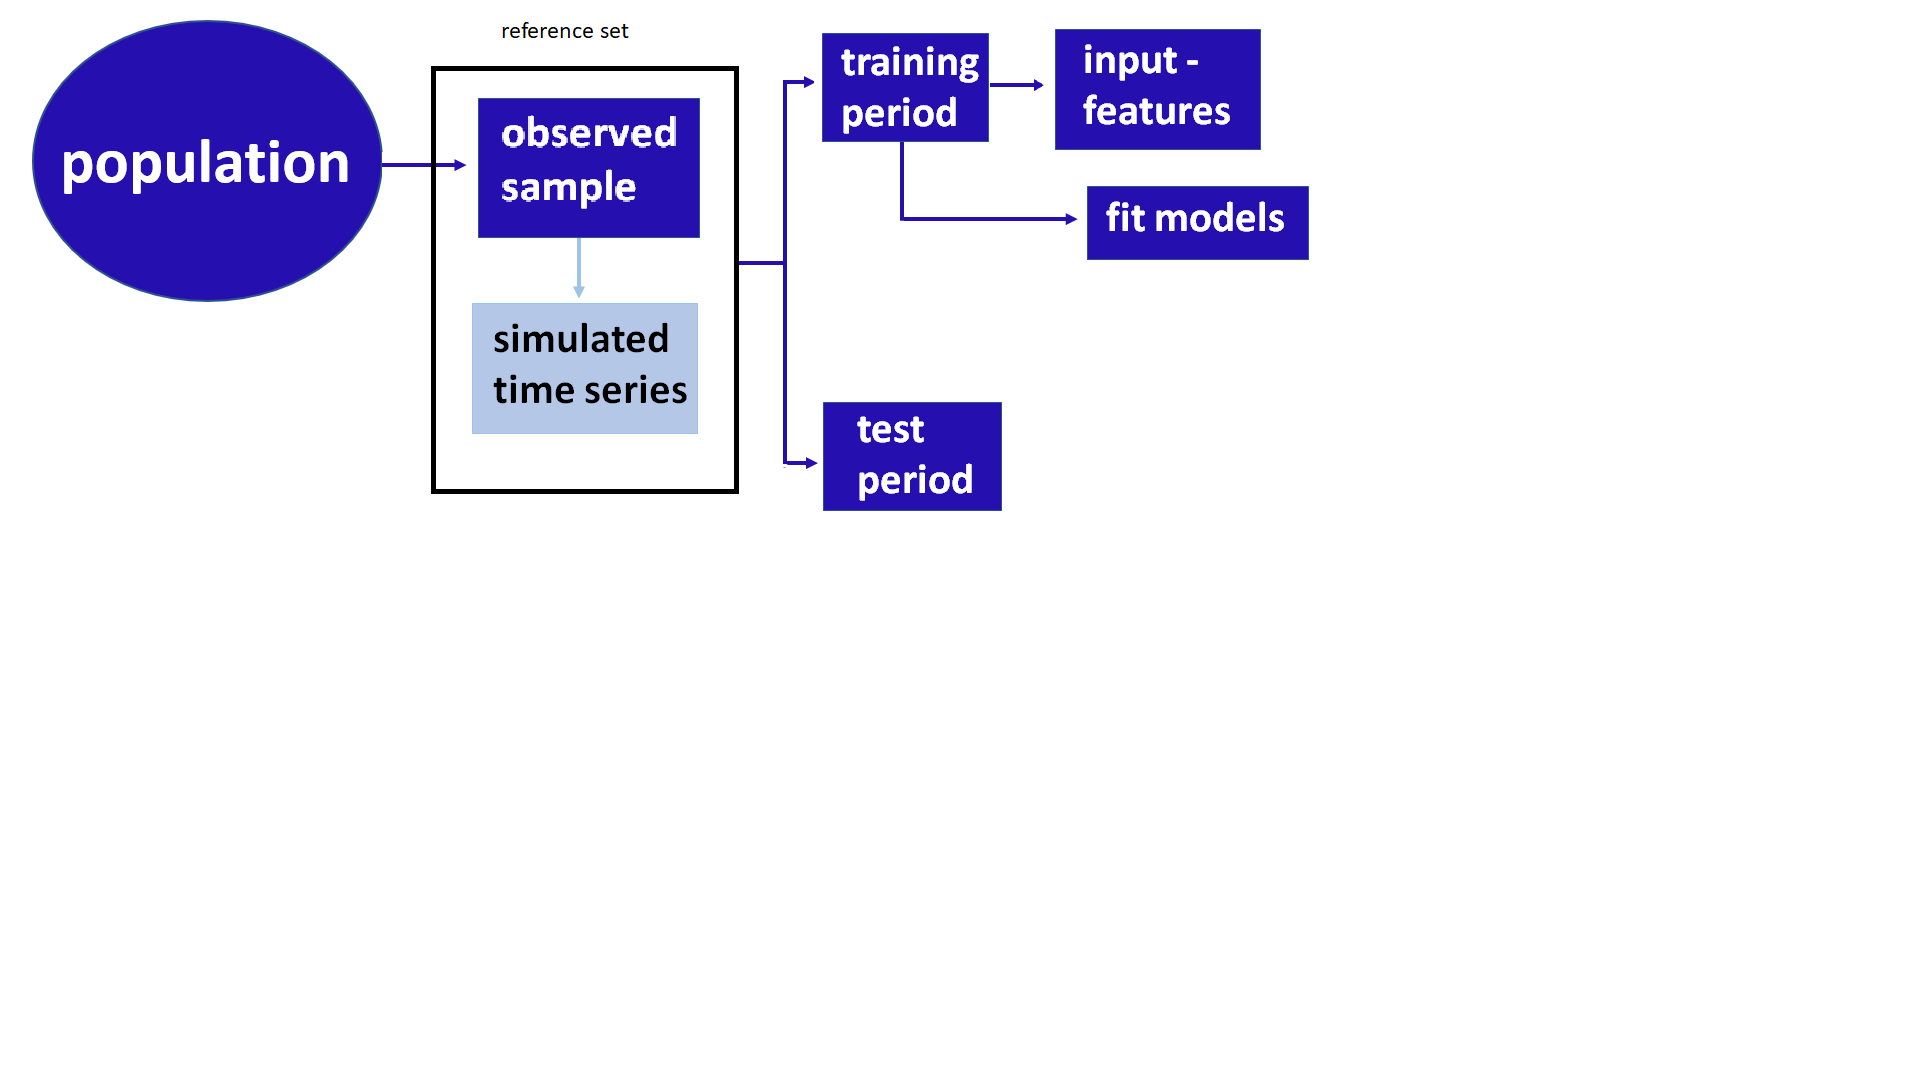 reference set
population
observed
sample
simulated
time series
training
period
input -
features
fit models
test
period